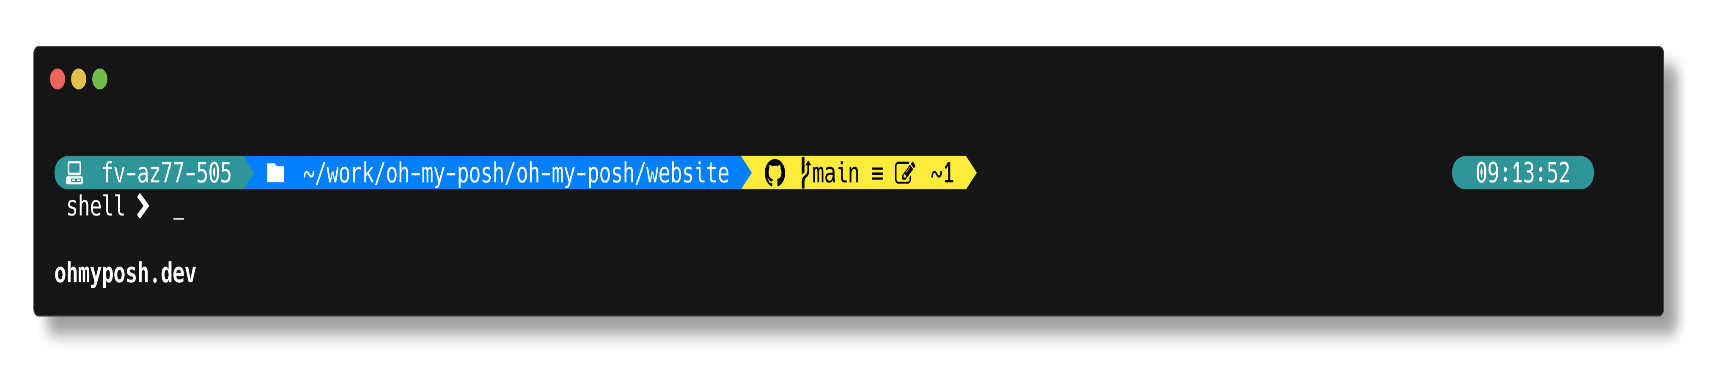 fv-az77-505 ~/work/oh-my-posh/oh-my-posh/website main ≡ ~1 09:13:52
shell ❯ _
ohmyposh.dev